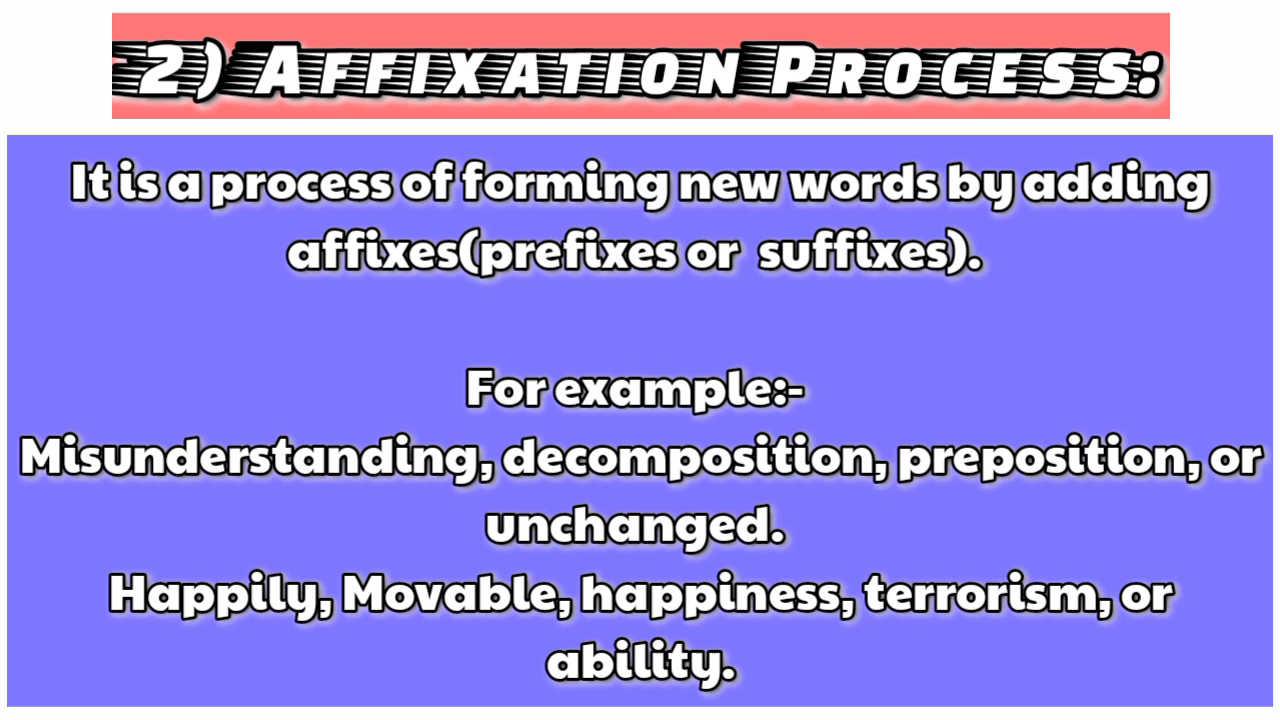 2) Affixation Process:
It is a process of forming new words by adding
affixes(prefixes or suffixes).
For example:-
Misunderstanding, decomposition, preposition, or
unchanged.
Happily, Movable, happiness, terrorism, or
ability.